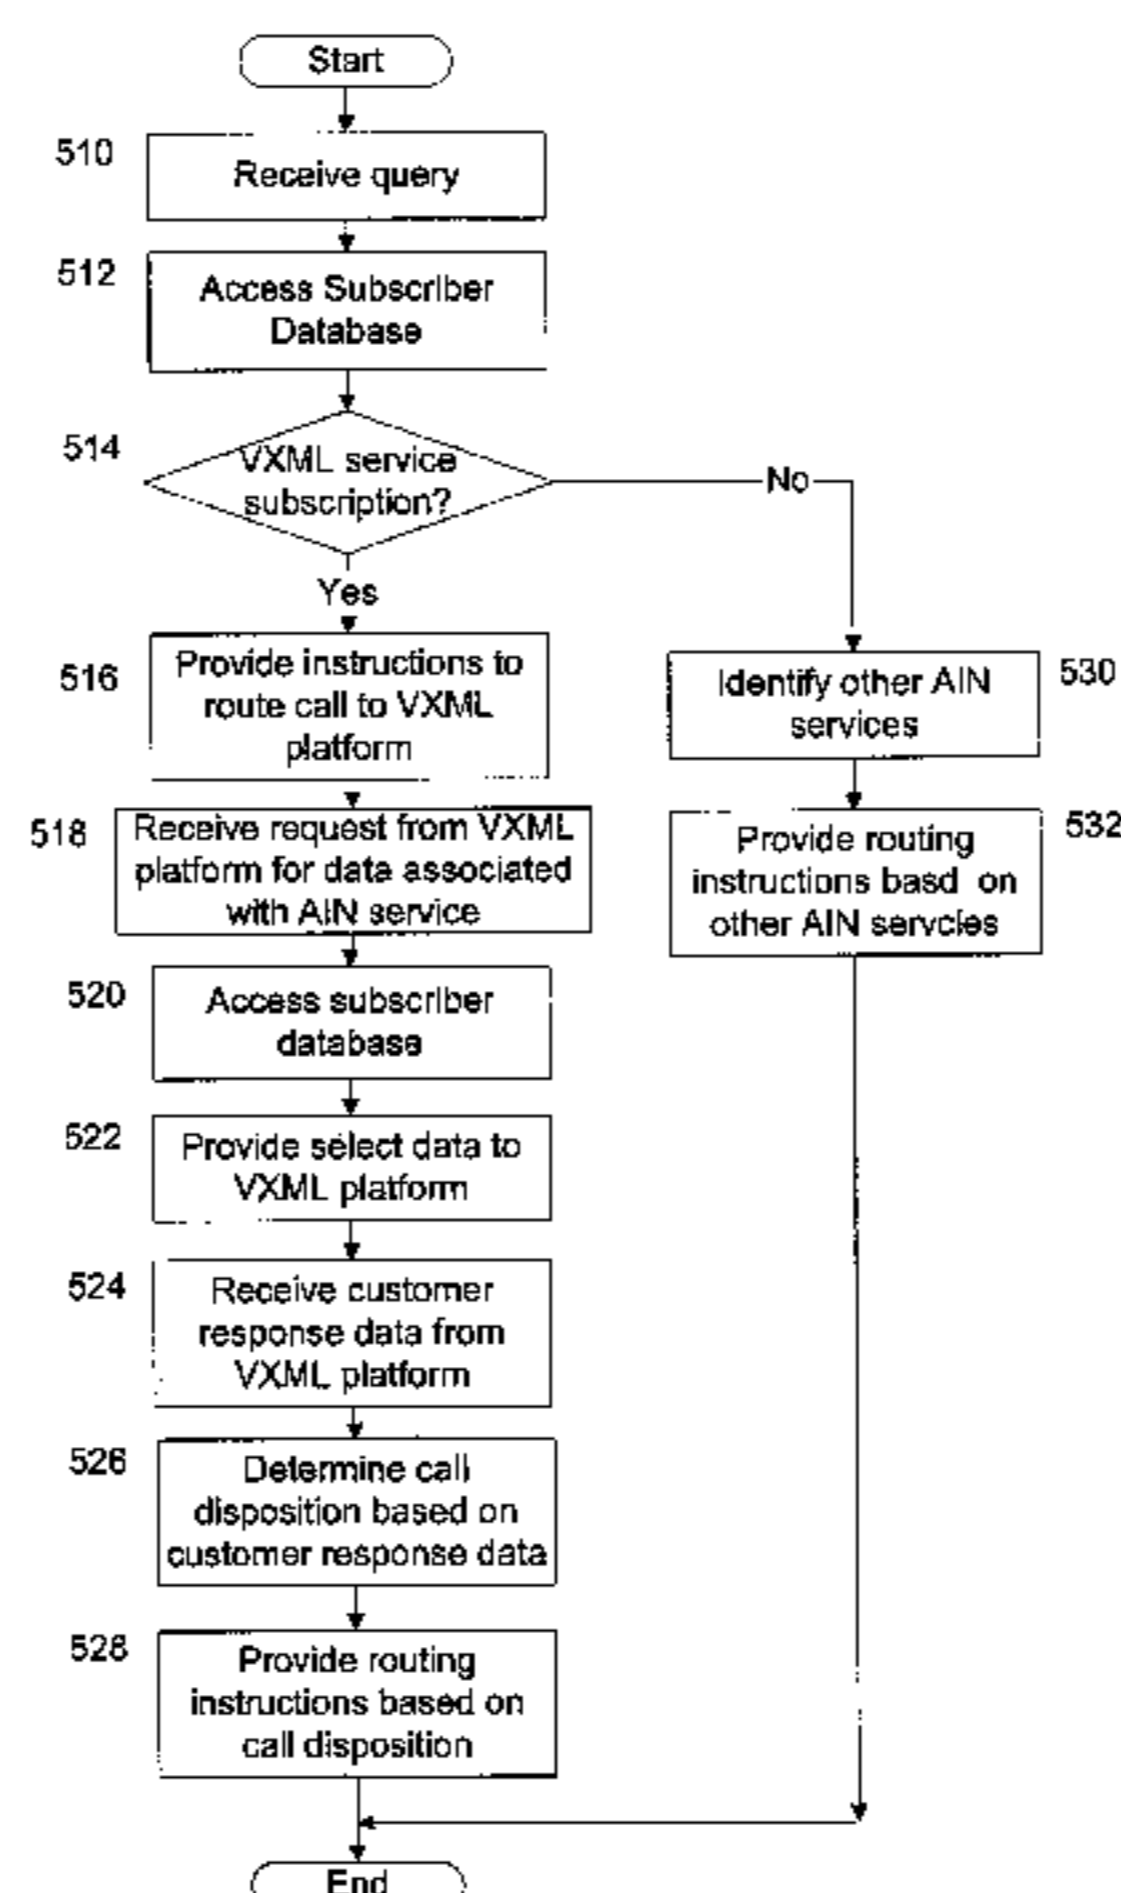 Start
510
Receive query
512
Access Subscriber
Database
514
VXML service
subscription?
No
Yes
516
Provide instructions to
route call to VXML
platform
530
Identify other AIN
services
518
Receive request from VXML
platform for data associated
with AIN service
532
Provide routing
instructions basd on
other AIN servcies
520
Access subscriber
database
522
Provide select data to
VXML platform
524
Receive customer
response data from
VXML platform
526
Determine call
disposition based on
customer response data
528
Provide routing
instructions based on
call disposition
End